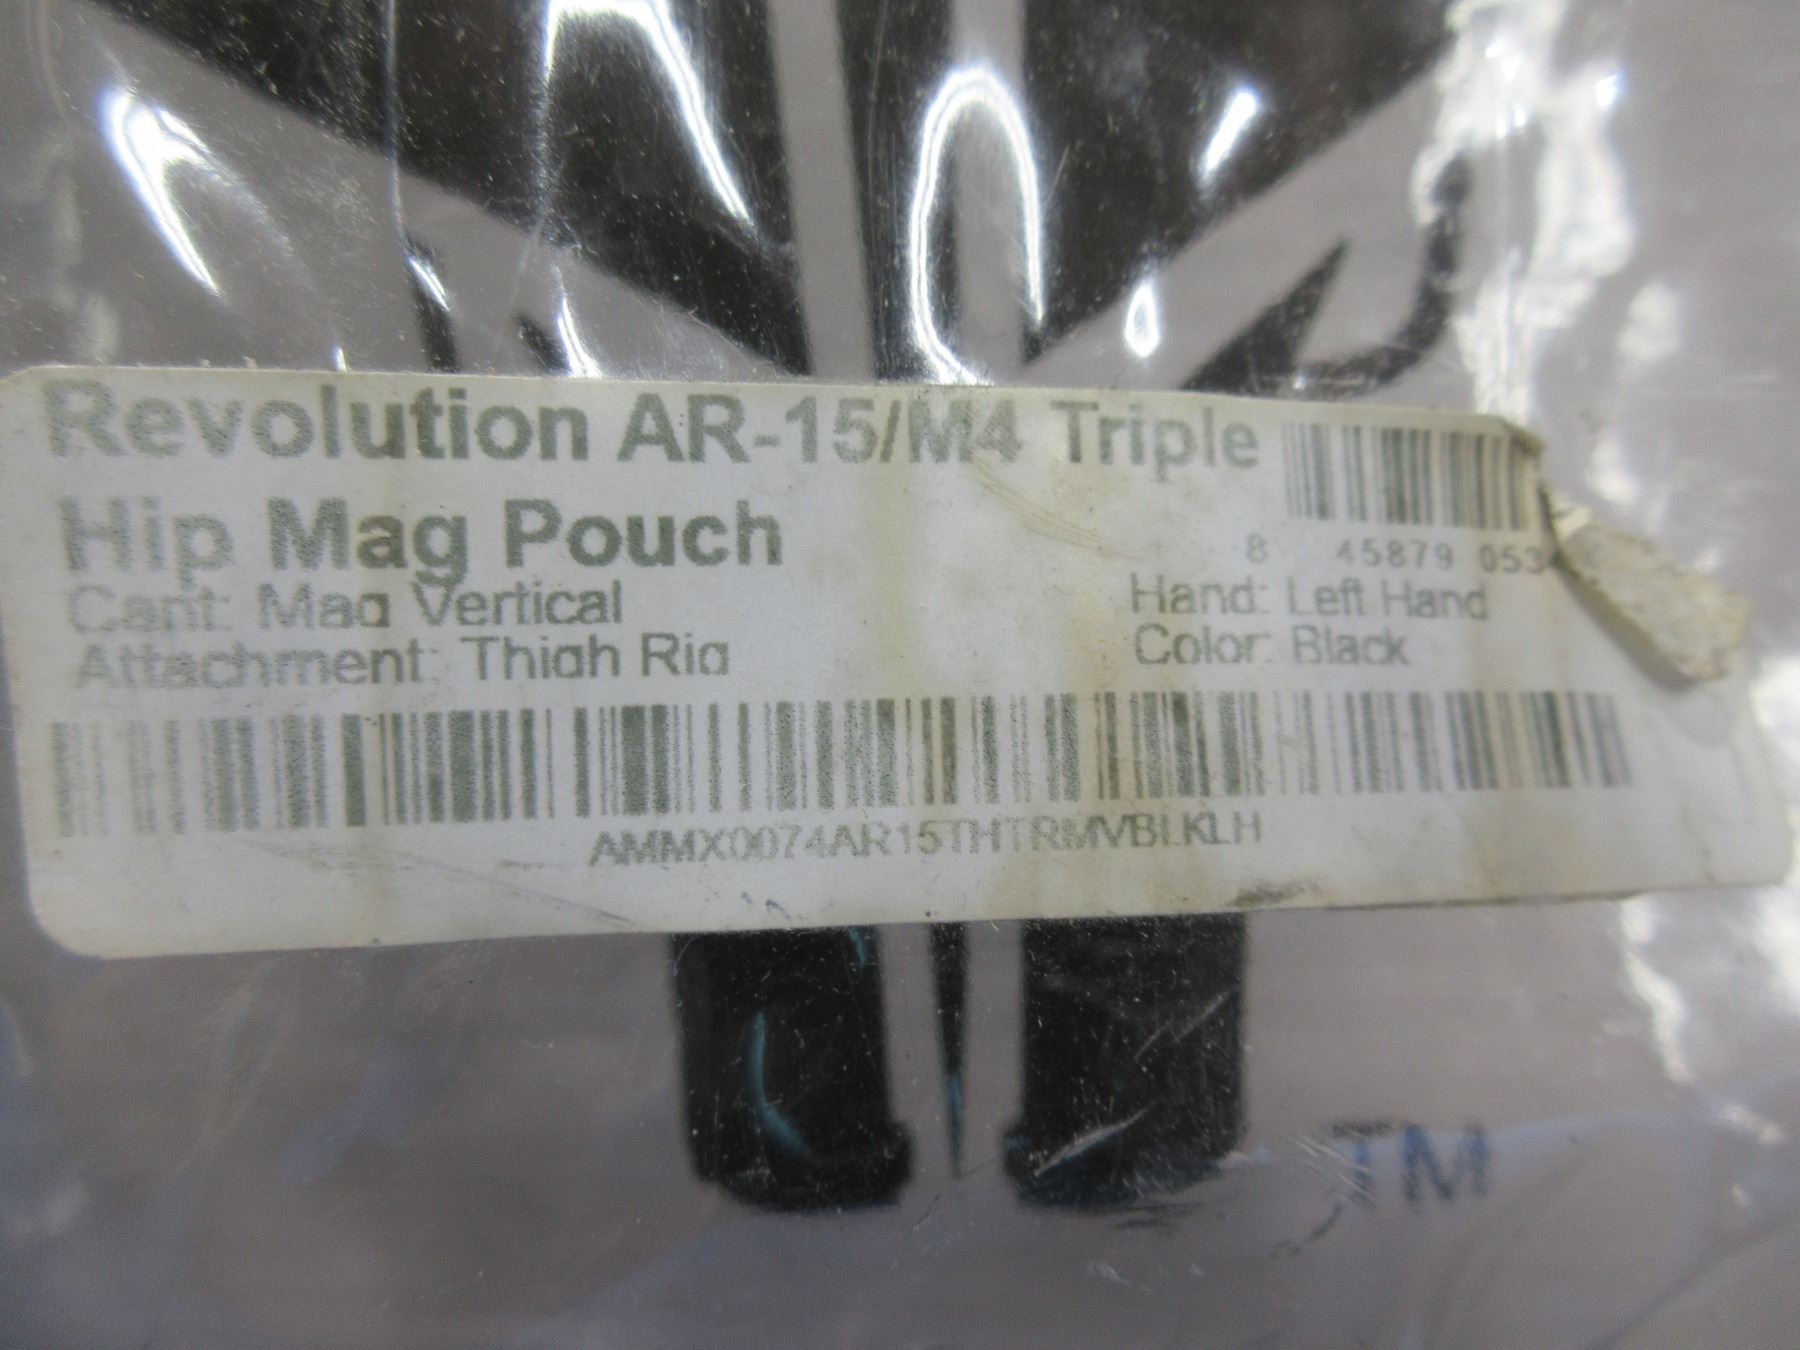 Revolution AR-15/M4 Triple
Hip Mag Pouch
8 45879 053
Cant: Mag Vertical
Hand: Left Hand
Attachment: Thigh Rig
Color: Black
AMMX0074AR15THTRMVBLKLH
TM